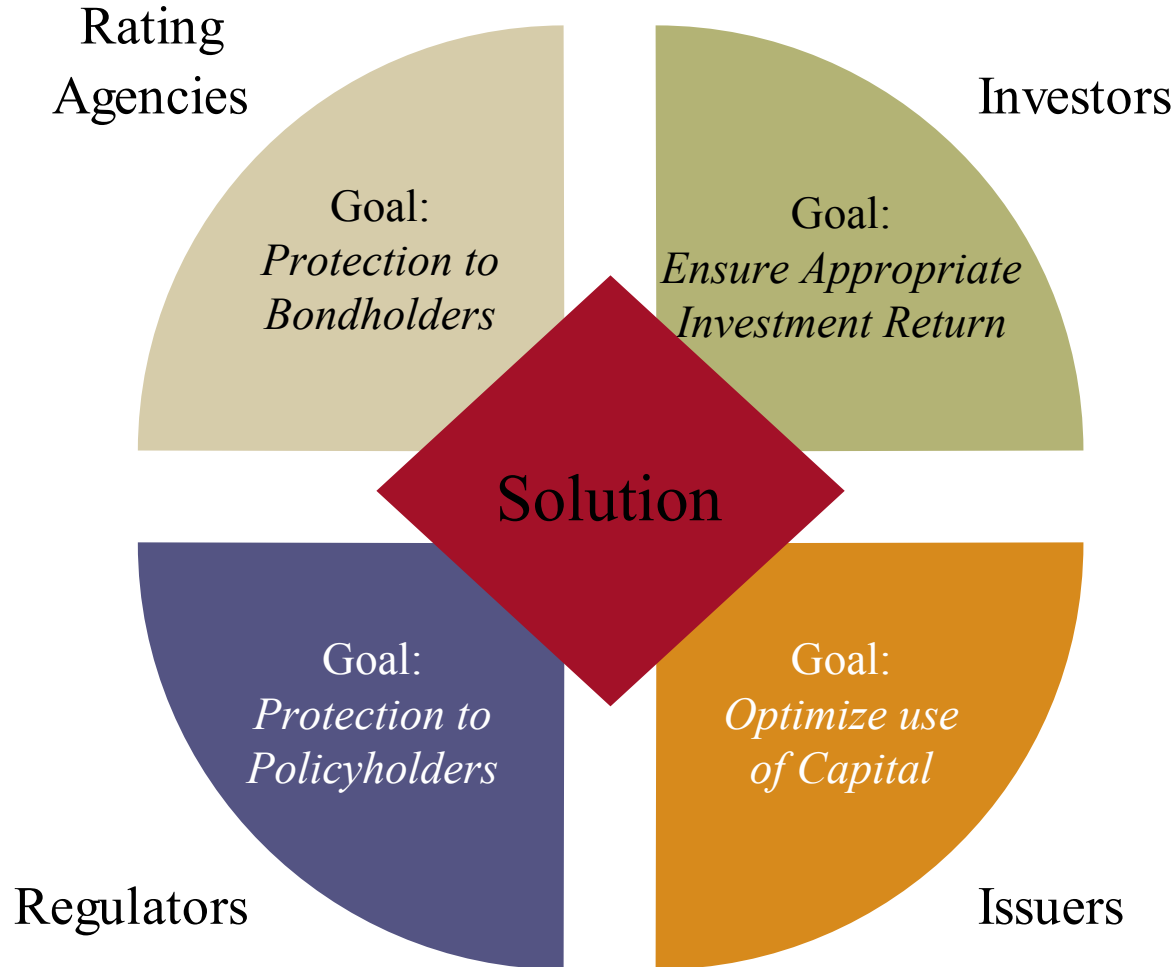 Rating
Agencies
Investors
Goal:
Protection to
Bondholders
Goal:
Ensure Appropriate
Investment Return
Solution
Goal:
Protection to
Policyholders
Goal:
Optimize use
of Capital
Regulators
Issuers